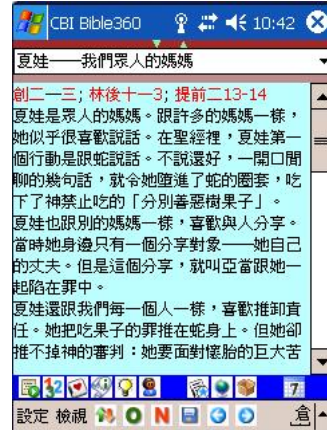 CBI Bible360 10:42
夏娃——我們眾人的媽媽
創二一三; 林後十一3; 提前二13-14
夏娃是眾人的媽媽。跟許多的媽媽一樣，
她似乎很喜歡說話。在聖經裡，夏娃第一
個行動是跟蛇說話。不說還好，一開口閒
聊的幾句話，就令她墮進了蛇的圈套，吃
下了神禁止吃的「分別善惡樹果子」。
夏娃也跟別的媽媽一樣，喜歡與人分享。
當時她身邊只有一個分享對象——她自己
的丈夫。但是這個分享，就叫亞當跟她一
起陷在罪中。
夏娃還跟我們每一個人一樣，喜歡推卸責
任。她把吃果子的罪推在蛇身上。但她卻
推不掉神的審判：她要面對懷胎的巨大苦
32 7
設定 檢視 O N 倉